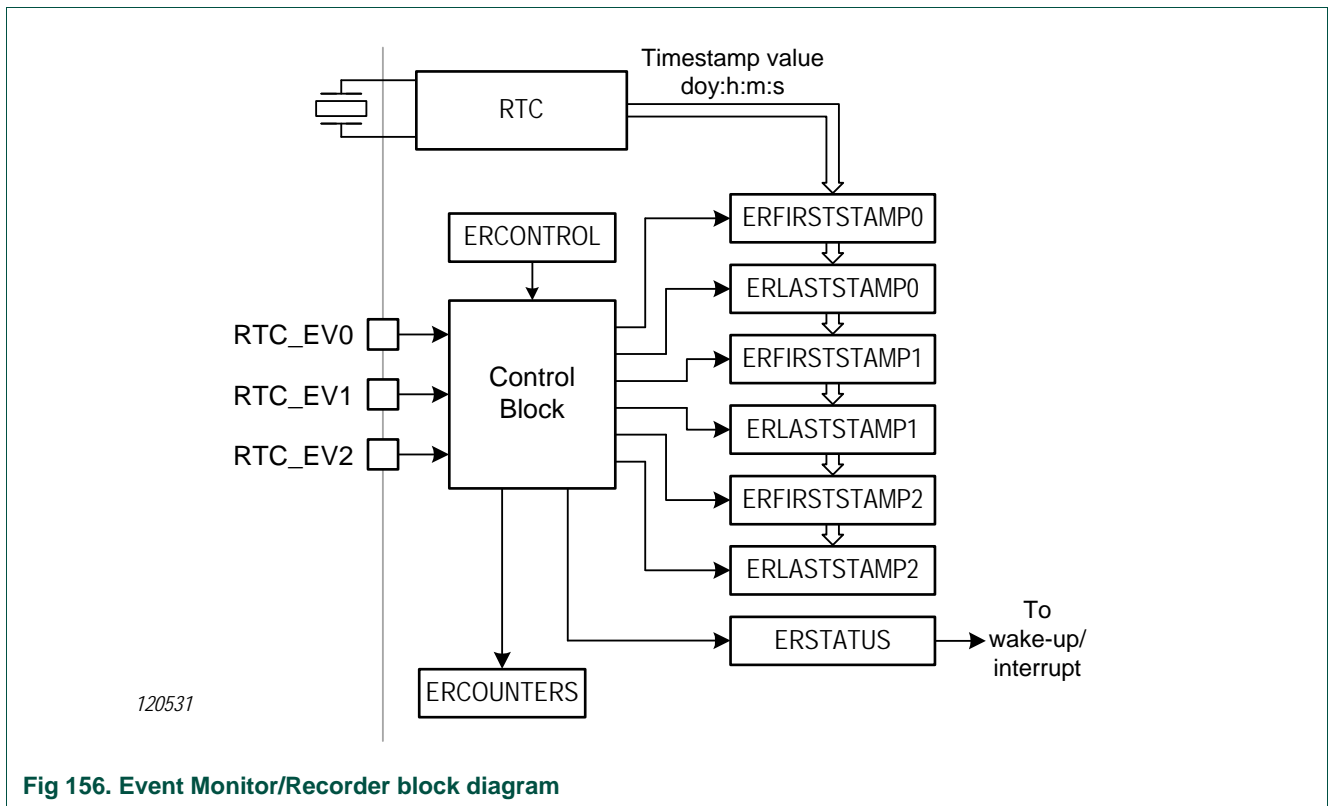 Timestamp value
doy:h:m:s
RTC
ERFIRSTSTAMP0
ERCONTROL
ERLASTSTAMP0
RTC_EV0
ERFIRSTSTAMP1
Control
Block
RTC_EV1
ERLASTSTAMP1
RTC_EV2
ERFIRSTSTAMP2
ERLASTSTAMP2
To
wake-up/
interrupt
ERSTATUS
ERCOUNTERS
120531
Fig 156. Event Monitor/Recorder block diagram